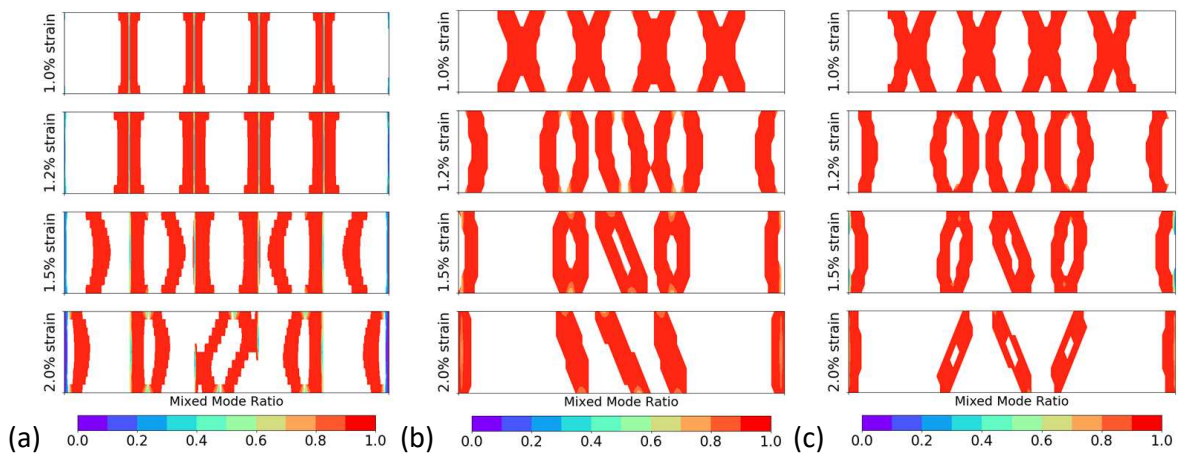 1.0% strain
1.2% strain
1.5% strain
2.0% strain
Mixed Mode Ratio
0.0 0.2 0.4 0.6 0.8 1.0
(a)
1.0% strain
1.2% strain
1.5% strain
2.0% strain
Mixed Mode Ratio
0.0 0.2 0.4 0.6 0.8 1.0
(b)
1.0% strain
1.2% strain
1.5% strain
2.0% strain
Mixed Mode Ratio
0.0 0.2 0.4 0.6 0.8 1.0
(c)